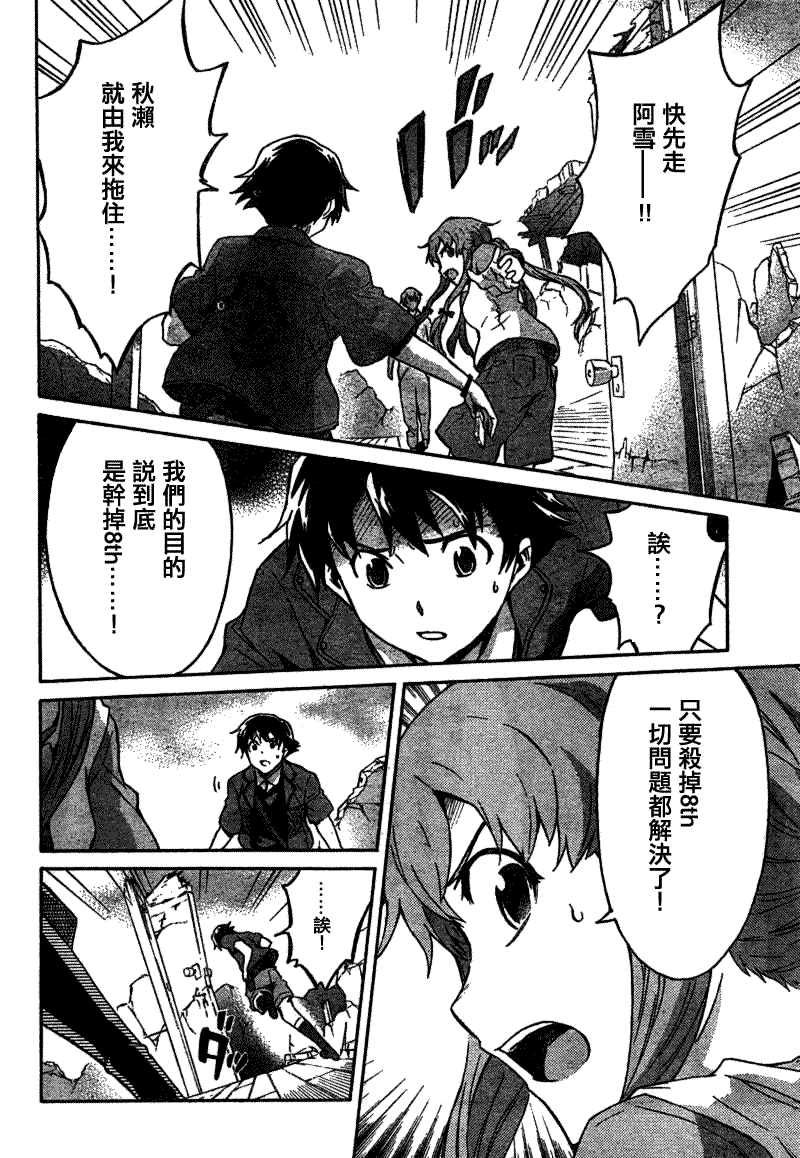 快先走
阿雪──!!
秋瀨
就由我來拖住……!
誒……?
我們的目的
説到底
是幹掉8th……!
只要殺掉8th
一切問題都解決了!
……誒!
ダ